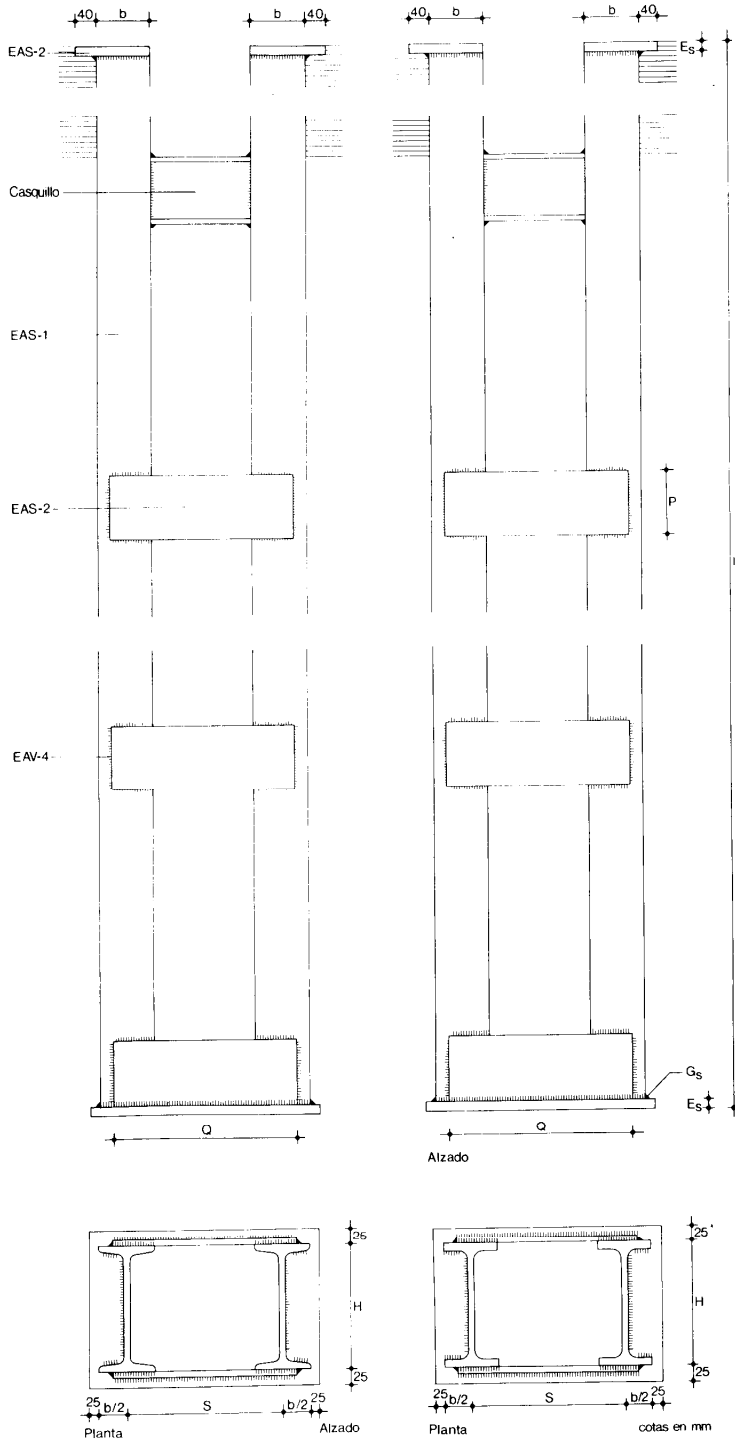 40 b b 40 40 b b 40
EAS-2 Es
Casquillo
EAS-1
EAS-2 P
EAV-4
Gs
Es
Q Q
Alzado
26 25
H H
25 25
25 b/2 S b/2 25 25 b/2 S b/2 25
Planta Alzado Planta cotas en mm